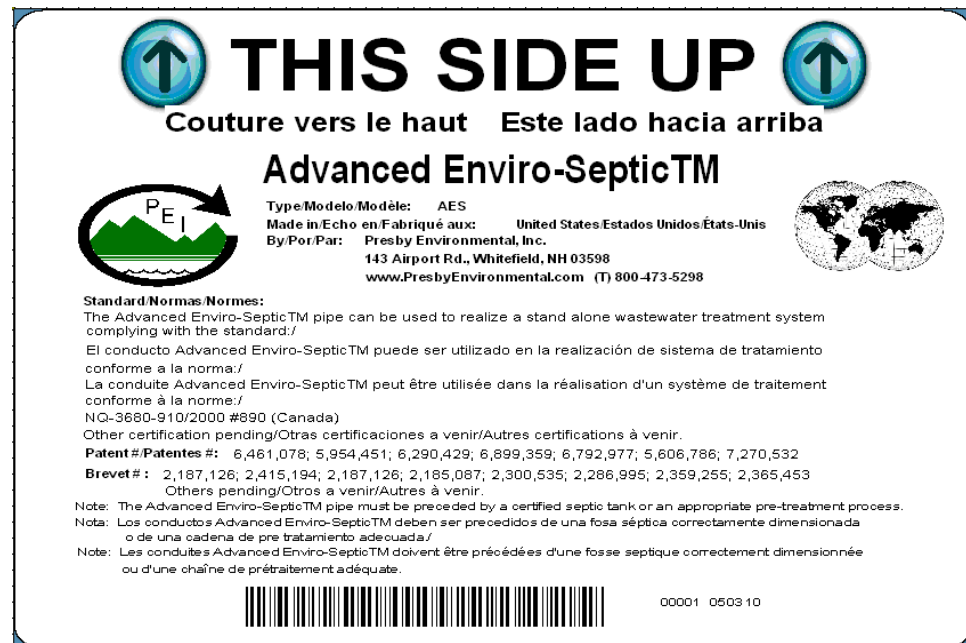 THIS SIDE UP
Couture vers le haut Este lado hacia arriba
Advanced Enviro-SepticTM
PEI
Type/Modelo/Modèle: AES
Made in/Echo en/Fabriqué aux: United States/Estados Unidos/États-Unis
By/Por/Par: Presby Environmental, Inc.
143 Airport Rd., Whitefield, NH 03598
www.PresbyEnvironmental.com (T) 800-473-5298
Standard/Normas/Normes:
The Advanced Enviro-SepticTM pipe can be used to realize a stand alone wastewater treatment system
complying with the standard:/
El conducto Advanced Enviro-SepticTM puede ser utilizado en la realización de sistema de tratamiento
conforme a la norma:/
La conduite Advanced Enviro-SepticTM peut être utilisée dans la réalisation d'un système de traitement
conforme à la norme:/
NQ-3680-910/2000 #890 (Canada)
Other certification pending/Otras certificaciones a venir/Autres certifications à venir.
Patent #/Patentes #: 6,461,078; 5,954,451; 6,290,429; 6,899,359; 6,792,977; 5,606,786; 7,270,532
Brevet # : 2,187,126; 2,415,194; 2,187,126; 2,185,087; 2,300,535; 2,286,995; 2,359,255; 2,365,453
Others pending/Otros a venir/Autres à venir.
Note: The Advanced Enviro-SepticTM pipe must be preceded by a certified septic tank or an appropriate pre-treatment process.
Nota: Los conductos Advanced Enviro-SepticTM deben ser precedidos de una fosa séptica correctamente dimensionada
o de una cadena de pre tratamiento adecuada./
Note: Les conduites Advanced Enviro-SepticTM doivent être précédées d'une fosse septique correctement dimensionnée
ou d'une chaîne de prétraitement adéquate.
00001 050310